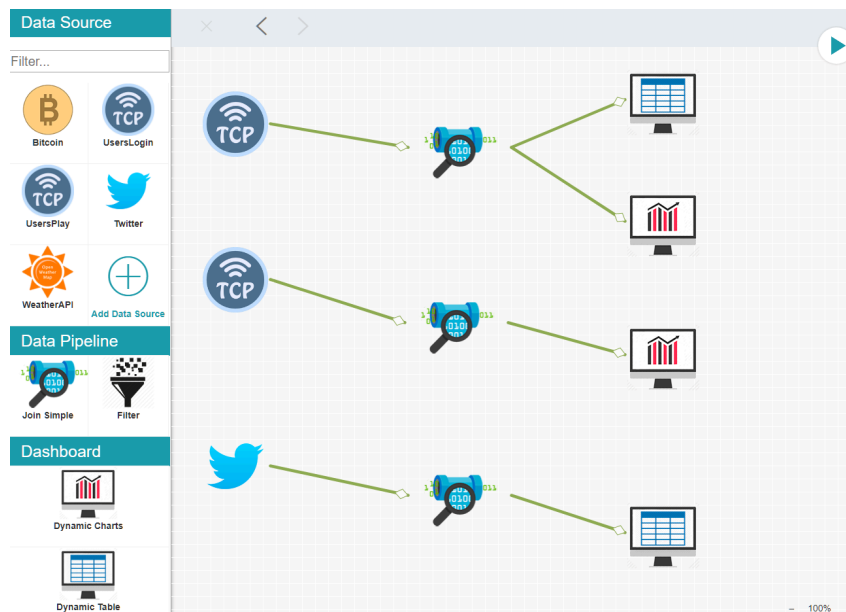 Data Source
Filter...
TCP
TCP
Bitcoin
UsersLogin
TCP
UsersPlay
Twitter
WeatherAPI
Add Data Source
TCP
Data Pipeline
Join Simple
Filter
Dashboard
Dynamic Charts
Dynamic Table
100%